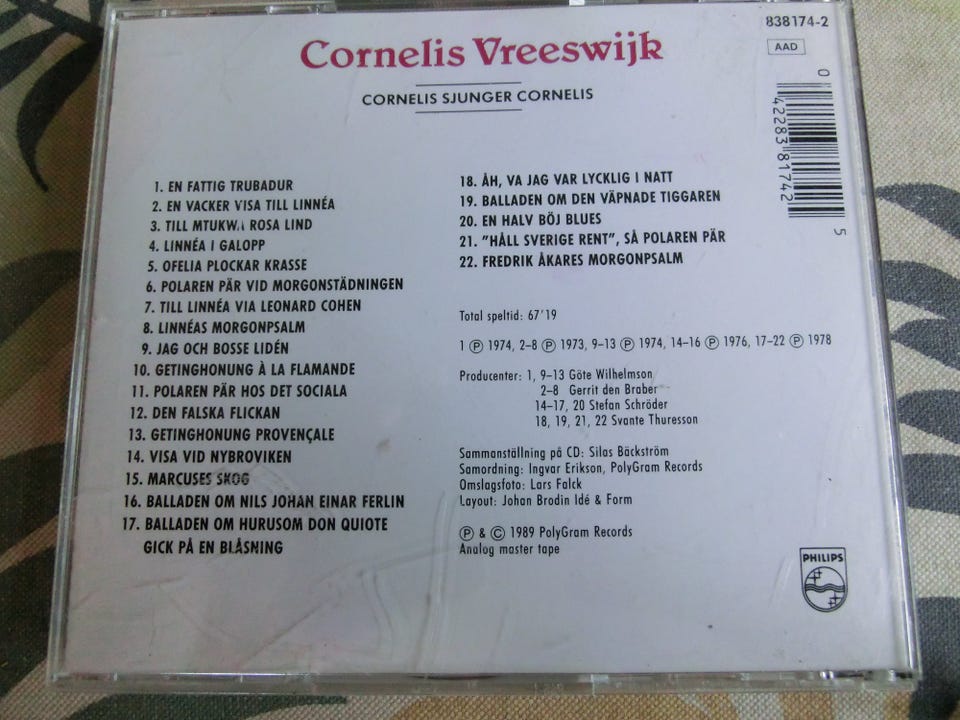 838174-2
AAD
Cornelis Vreeswijk
CORNELIS SJUNGER CORNELIS
0 42283 81742 5
1. EN FATTIG TRUBADUR
2. EN VACKER VISA TILL LINNÉA
3. TILL MTUKWA ROSA LIND
4. LINNÉA I GALOPP
5. OFELIA PLOCKAR KRASSE
6. POLAREN PÄR VID MORGONSTÄDNINGEN
7. TILL LINNÉA VIA LEONARD COHEN
8. LINNÉAS MORGONPSALM
9. JAG OCH BOSSE LIDÉN
10. GETINGHONUNG À LA FLAMANDE
11. POLAREN PÄR HOS DET SOCIALA
12. DEN FALSKA FLICKAN
13. GETINGHONUNG PROVENÇALE
14. VISA VID NYBROVIKEN
15. MARCUSES SKOG
16. BALLADEN OM NILS JOHAN EINAR FERLIN
17. BALLADEN OM HURUSOM DON QUIOTE
GICK PÅ EN BLÅSNING
18. ÅH, VA JAG VAR LYCKLIG I NATT
19. BALLADEN OM DEN VÄPNADE TIGGAREN
20. EN HALV BÖJ BLUES
21. "HÅLL SVERIGE RENT", SÅ POLAREN PÄR
22. FREDRIK ÅKARES MORGONPSALM
Total speltid: 67'19
1 ℗ 1974, 2–8 ℗ 1973, 9–13 ℗ 1974, 14–16 ℗ 1976, 17–22 ℗ 1978
Producenter: 1, 9–13 Göte Wilhelmson
2–8 Gerrit den Braber
14–17, 20 Stefan Schröder
18, 19, 21, 22 Svante Thuresson
Sammanställning på CD: Silas Bäckström
Samordning: Ingvar Erikson, PolyGram Records
Omslagsfoto: Lars Falck
Layout: Johan Brodin Idé & Form
℗ & © 1989 PolyGram Records
Analog master tape
PHILIPS